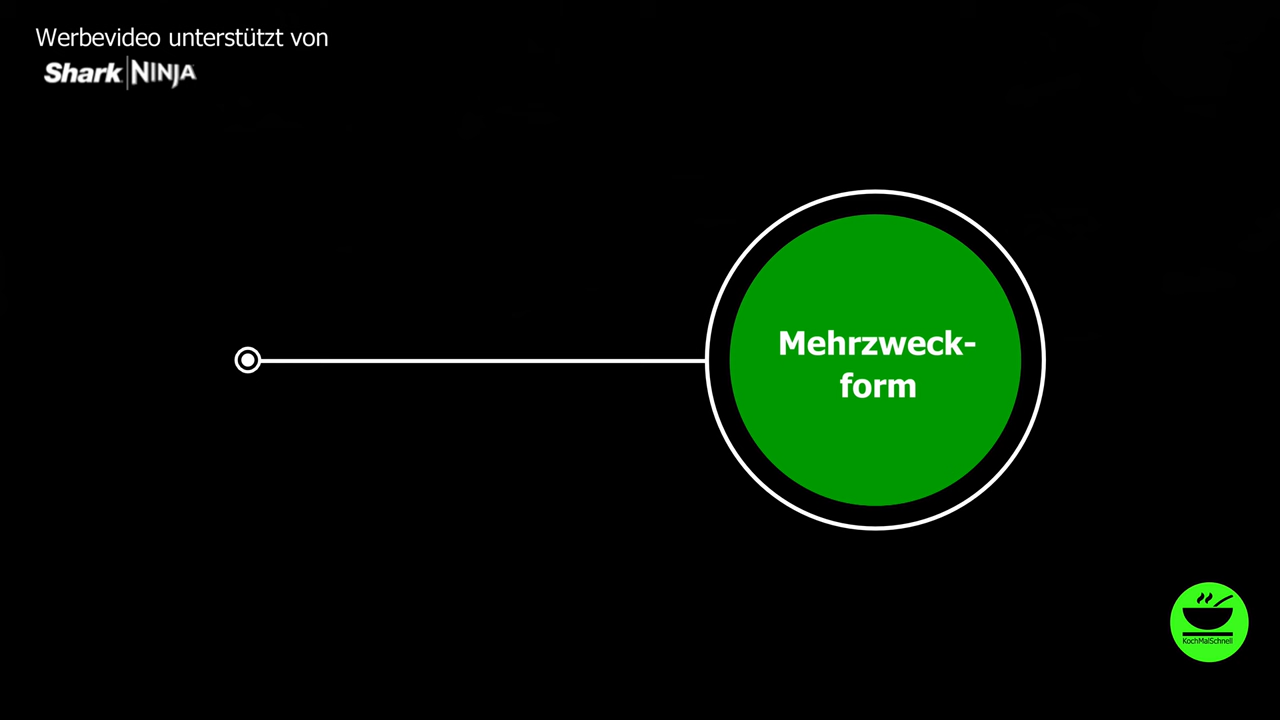 Werbevideo unterstützt von
Shark NINJA
Mehrzweck-
form
KochMalSchnell